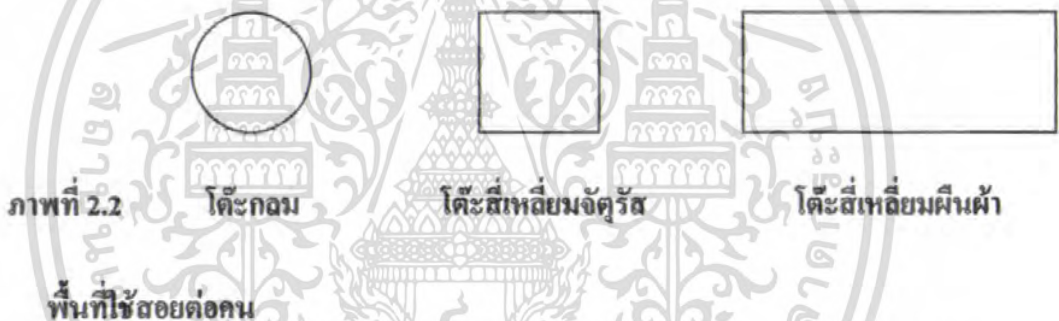 ภาพที่ 2.2 โต๊ะกลม โต๊ะสี่เหลี่ยมจัตุรัส โต๊ะสี่เหลี่ยมผืนผ้า
พื้นที่ใช้สอยต่อคน